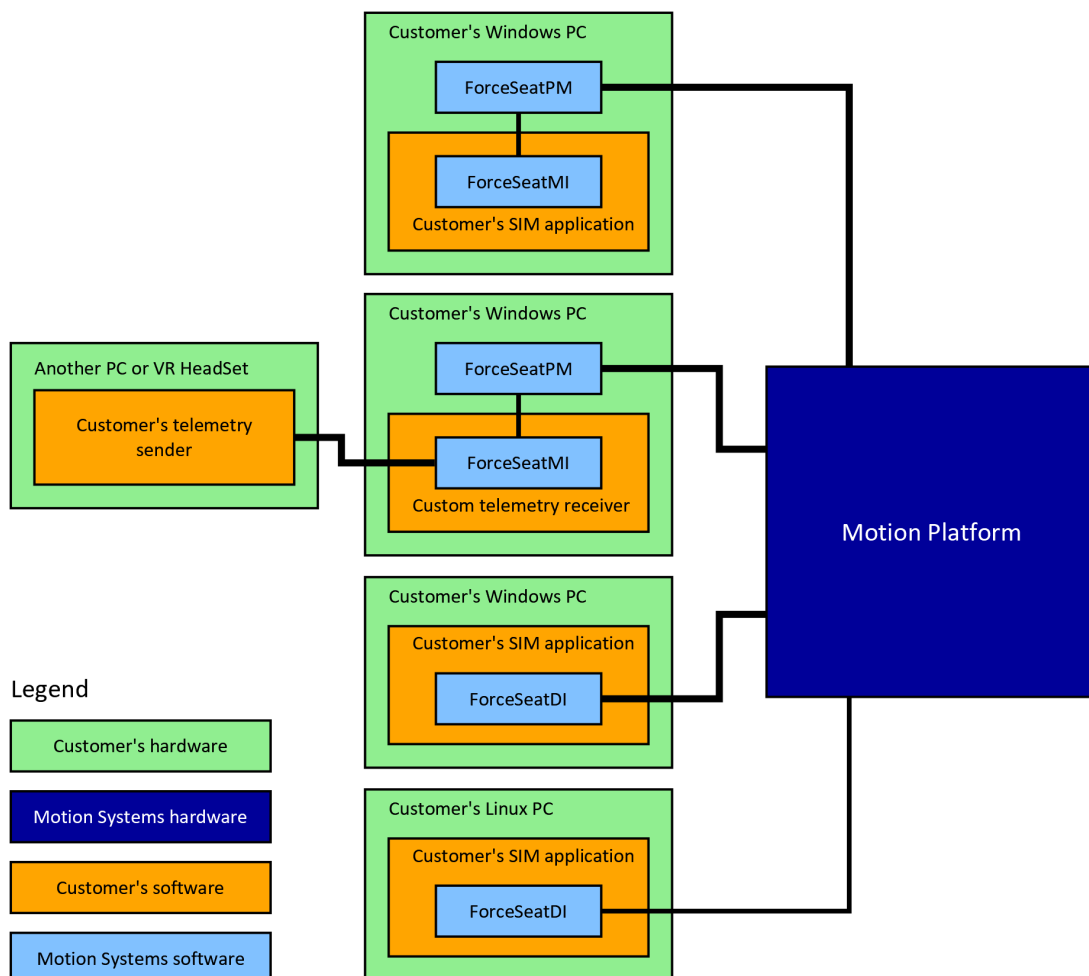 Customer's Windows PC
ForceSeatPM
ForceSeatMI
Customer's SIM application
Customer's Windows PC
ForceSeatPM
ForceSeatMI
Custom telemetry receiver
Another PC or VR HeadSet
Customer's telemetry
sender
Motion Platform
Customer's Windows PC
Customer's SIM application
ForceSeatDI
Customer's Linux PC
Customer's SIM application
ForceSeatDI
Legend
Customer's hardware
Motion Systems hardware
Customer's software
Motion Systems software